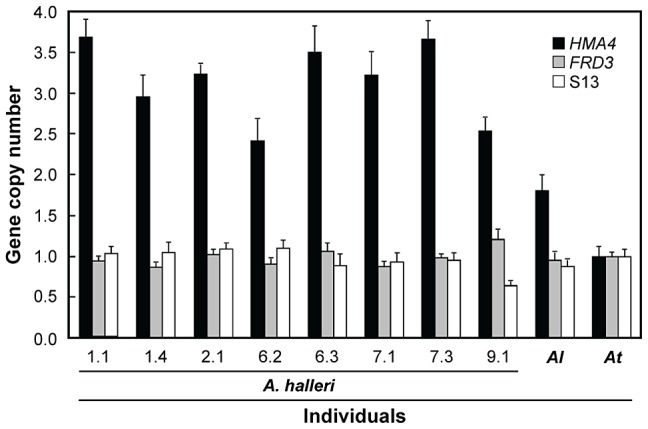 Gene copy number
4.0
3.5
3.0
2.5
2.0
1.5
1.0
0.5
0.0
HMA4
FRD3
S13
1.1 1.4 2.1 6.2 6.3 7.1 7.3 9.1 Al At
A. halleri
Individuals